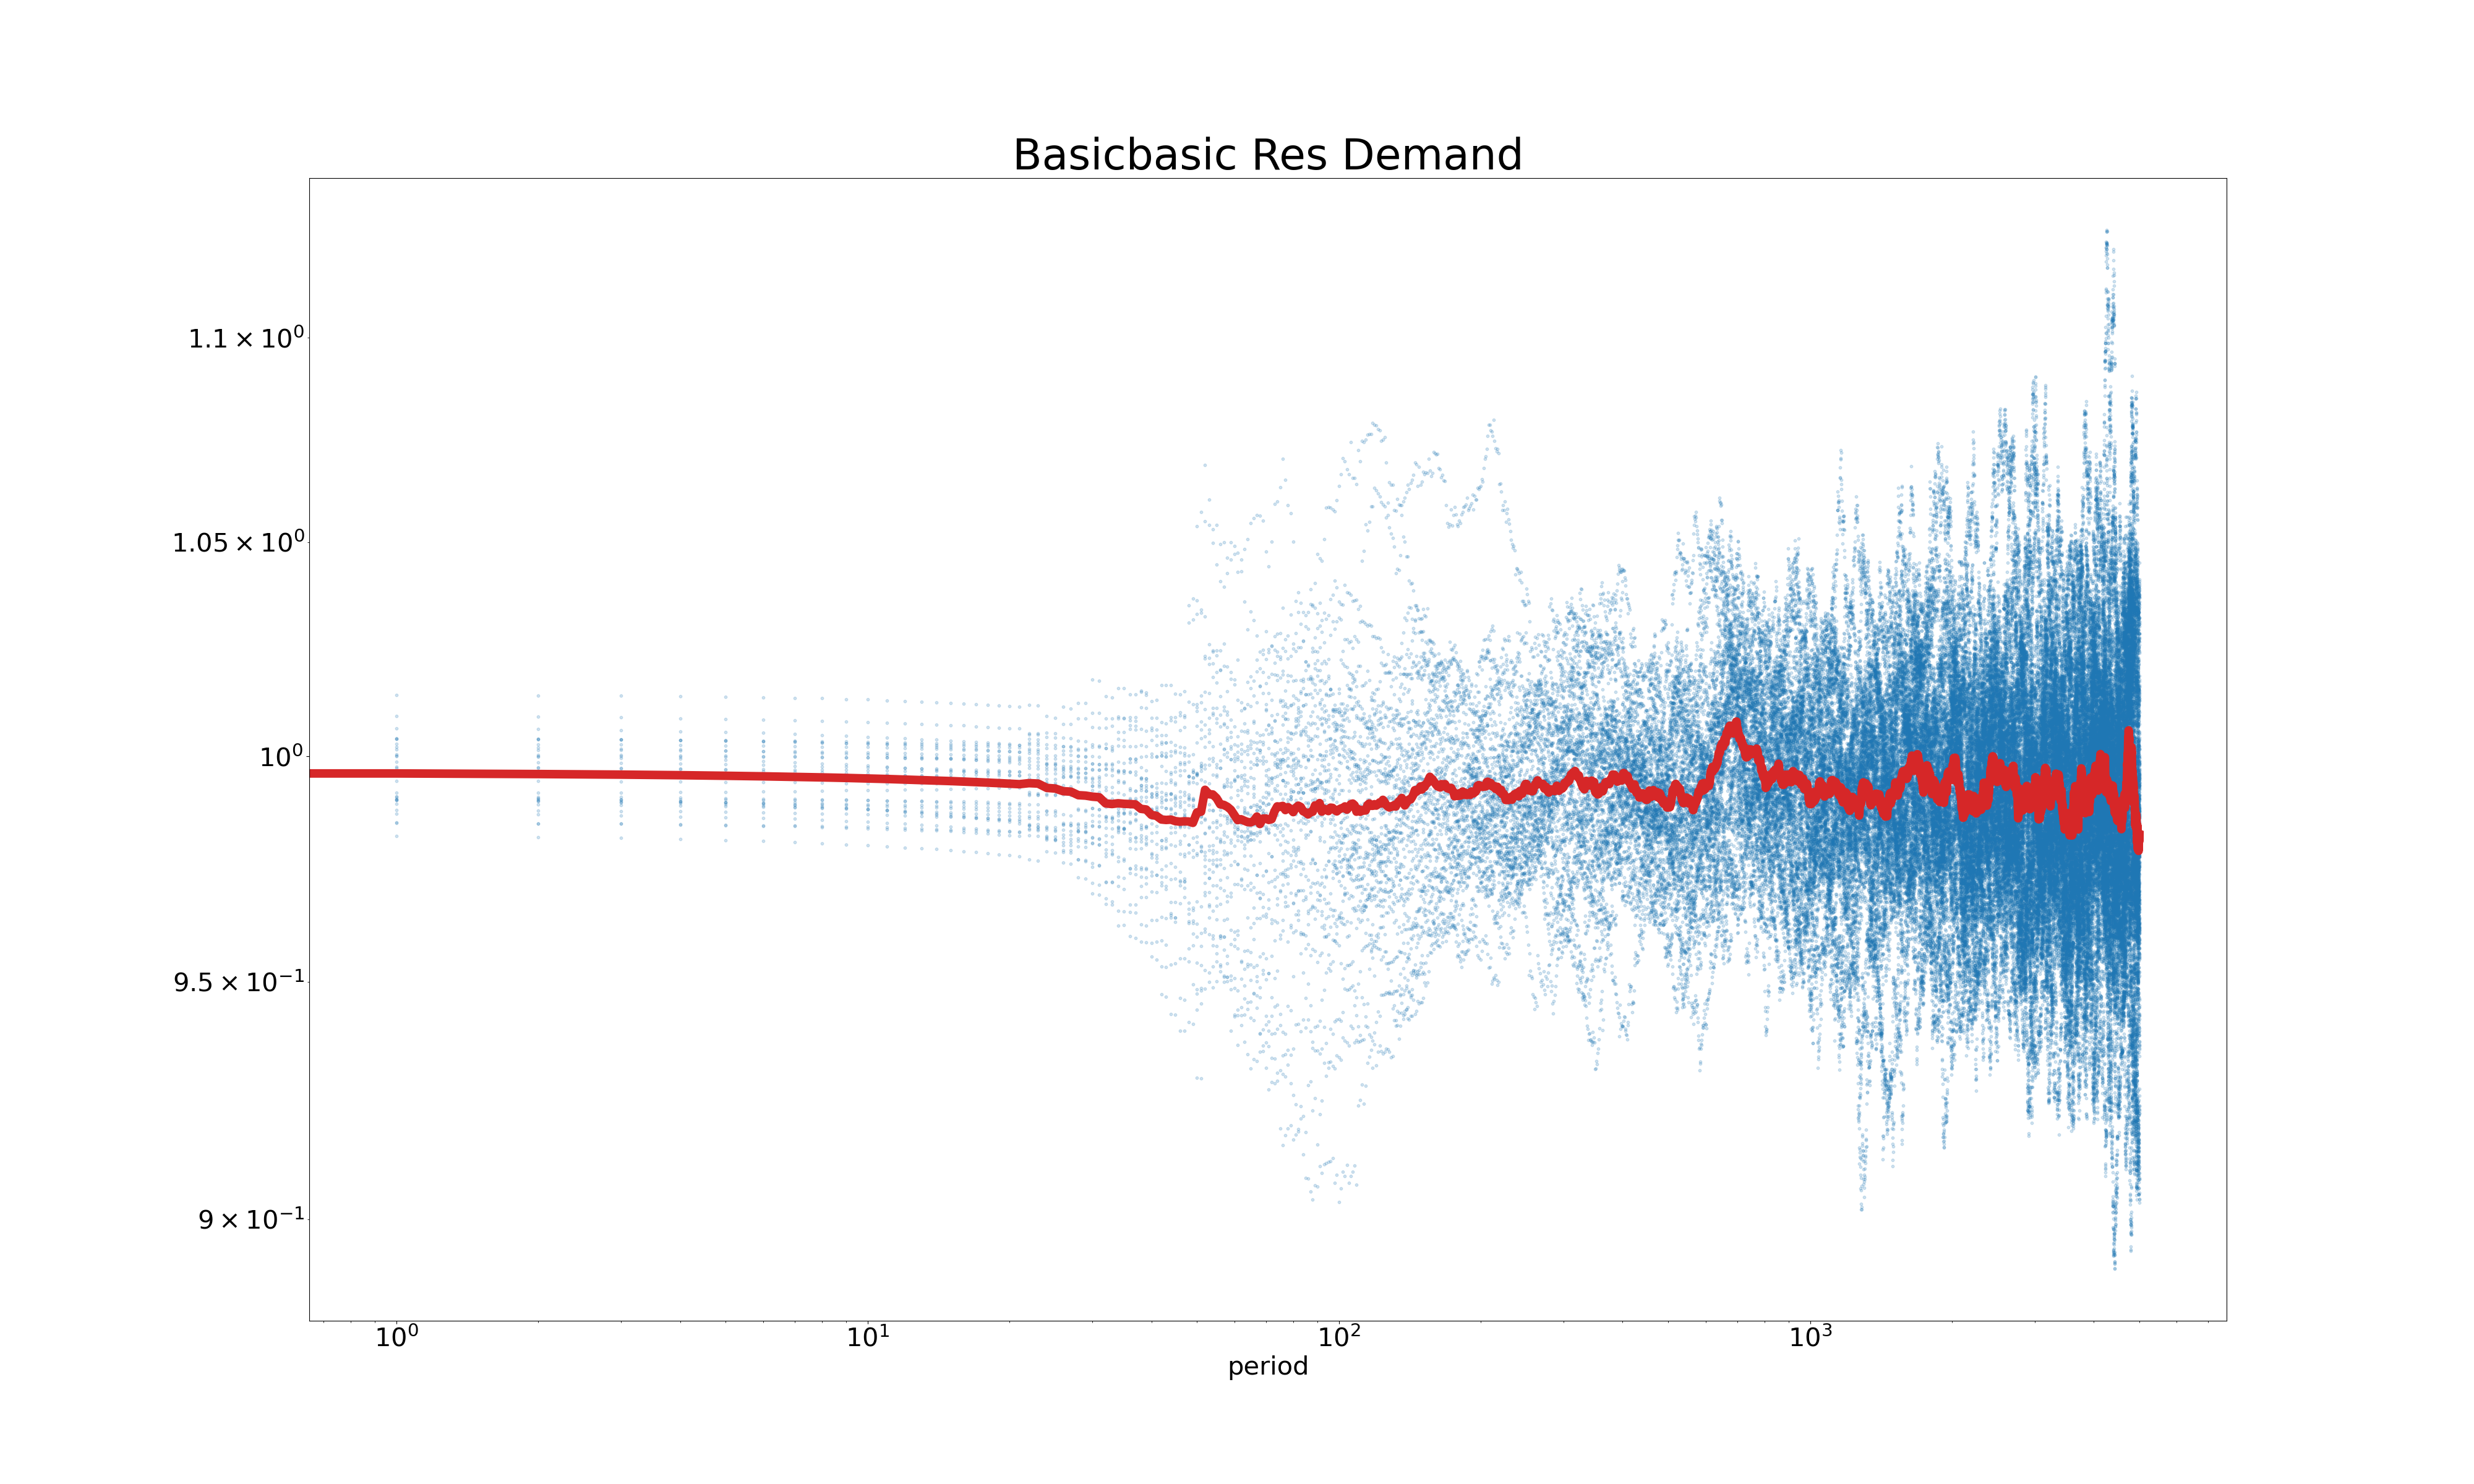 Basicbasic Res Demand
1.1 × 10⁰
1.05 × 10⁰
10⁰
9.5 × 10⁻¹
9 × 10⁻¹
10⁰ 10¹ 10² 10³
period